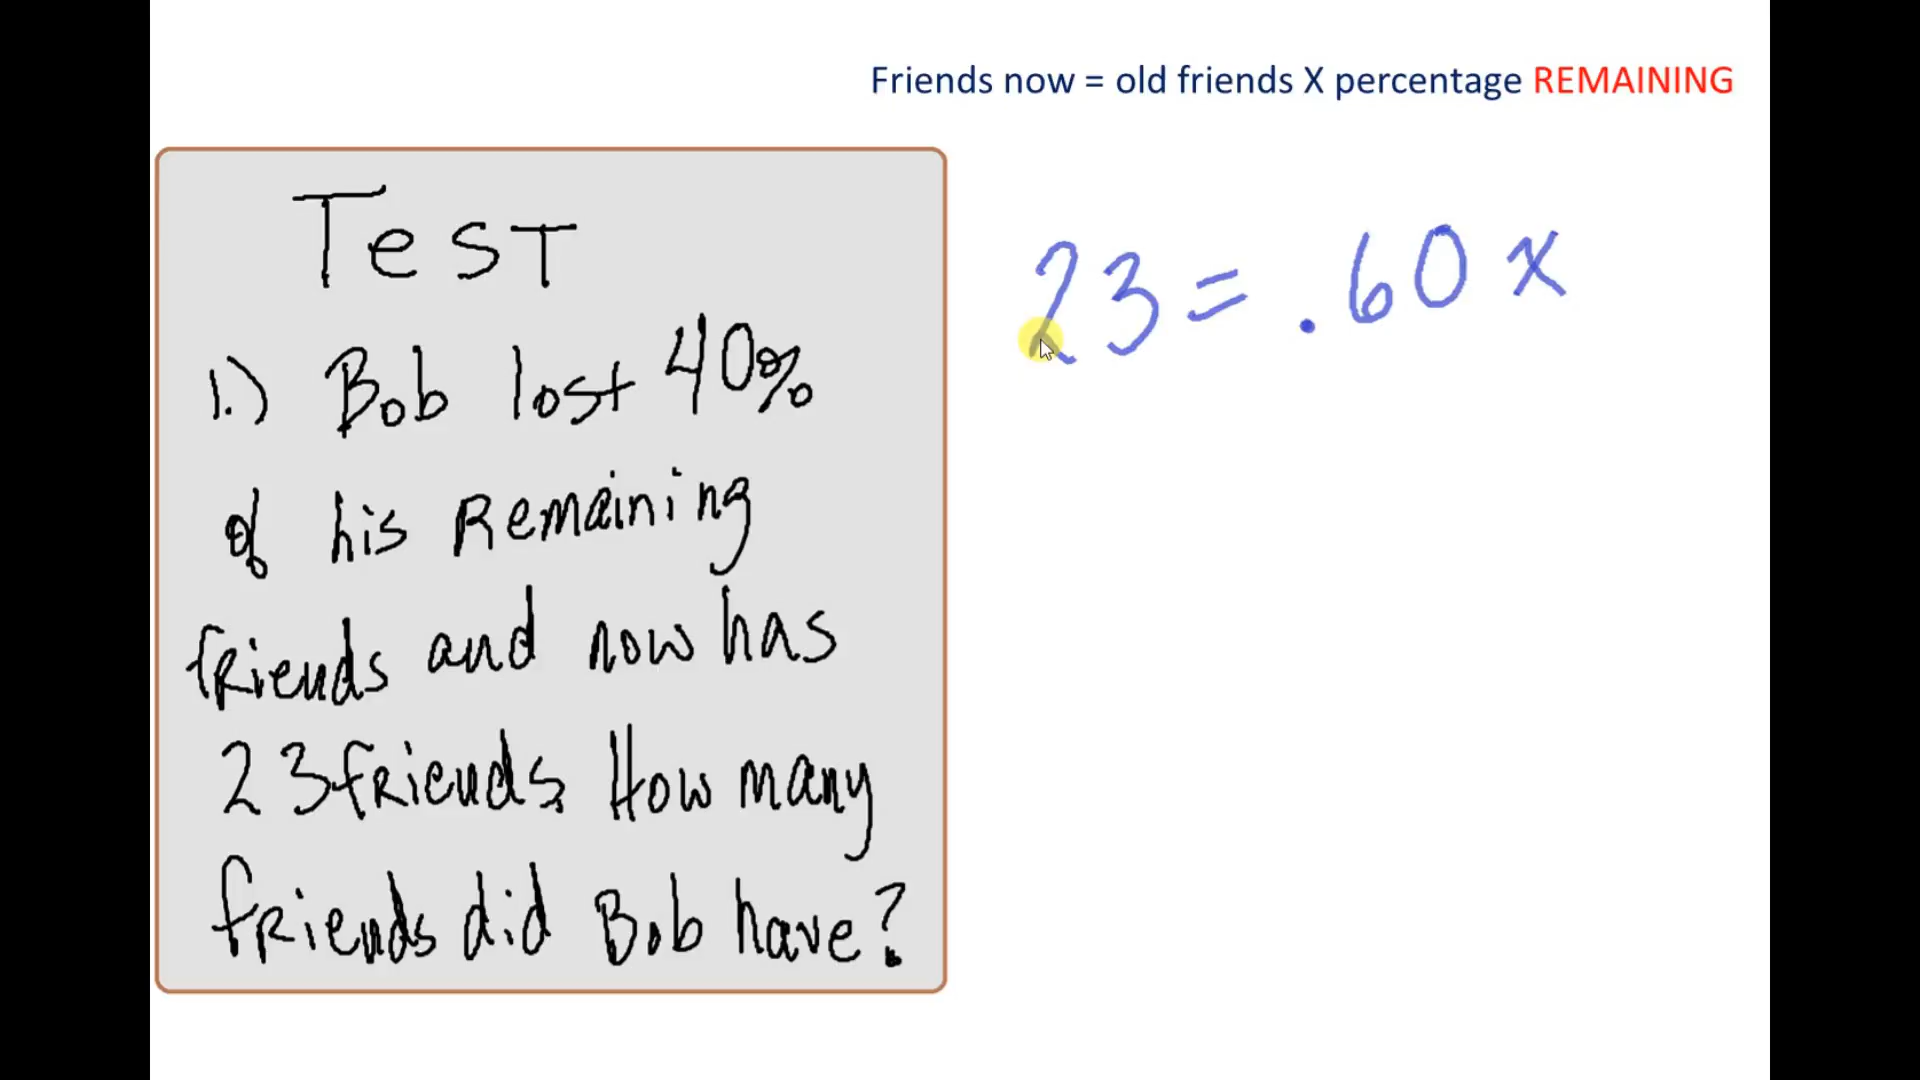 Friends now = old friends X percentage REMAINING
Test
1.) Bob lost 40%
of his Remaining
friends and now has
23 friends. How many
friends did Bob have?
23 = .60 x